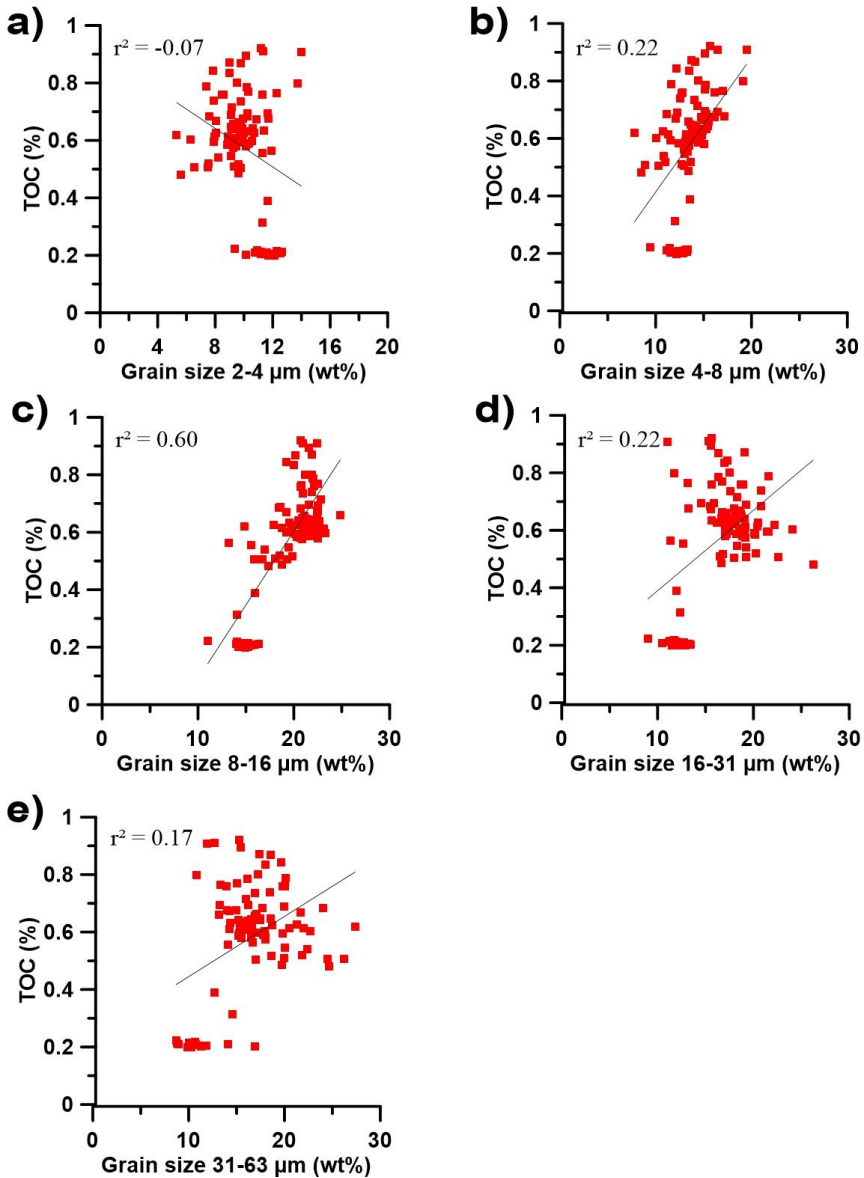 a)
r² = -0.07
TOC (%)
1
0.8
0.6
0.4
0.2
0
0 4 8 12 16 20
Grain size 2-4 µm (wt%)
b)
r² = 0.22
TOC (%)
1
0.8
0.6
0.4
0.2
0
0 10 20 30
Grain size 4-8 µm (wt%)
c)
r² = 0.60
TOC (%)
1
0.8
0.6
0.4
0.2
0
0 10 20 30
Grain size 8-16 µm (wt%)
d)
r² = 0.22
TOC (%)
1
0.8
0.6
0.4
0.2
0
0 10 20 30
Grain size 16-31 µm (wt%)
e)
r² = 0.17
TOC (%)
1
0.8
0.6
0.4
0.2
0
0 10 20 30
Grain size 31-63 µm (wt%)